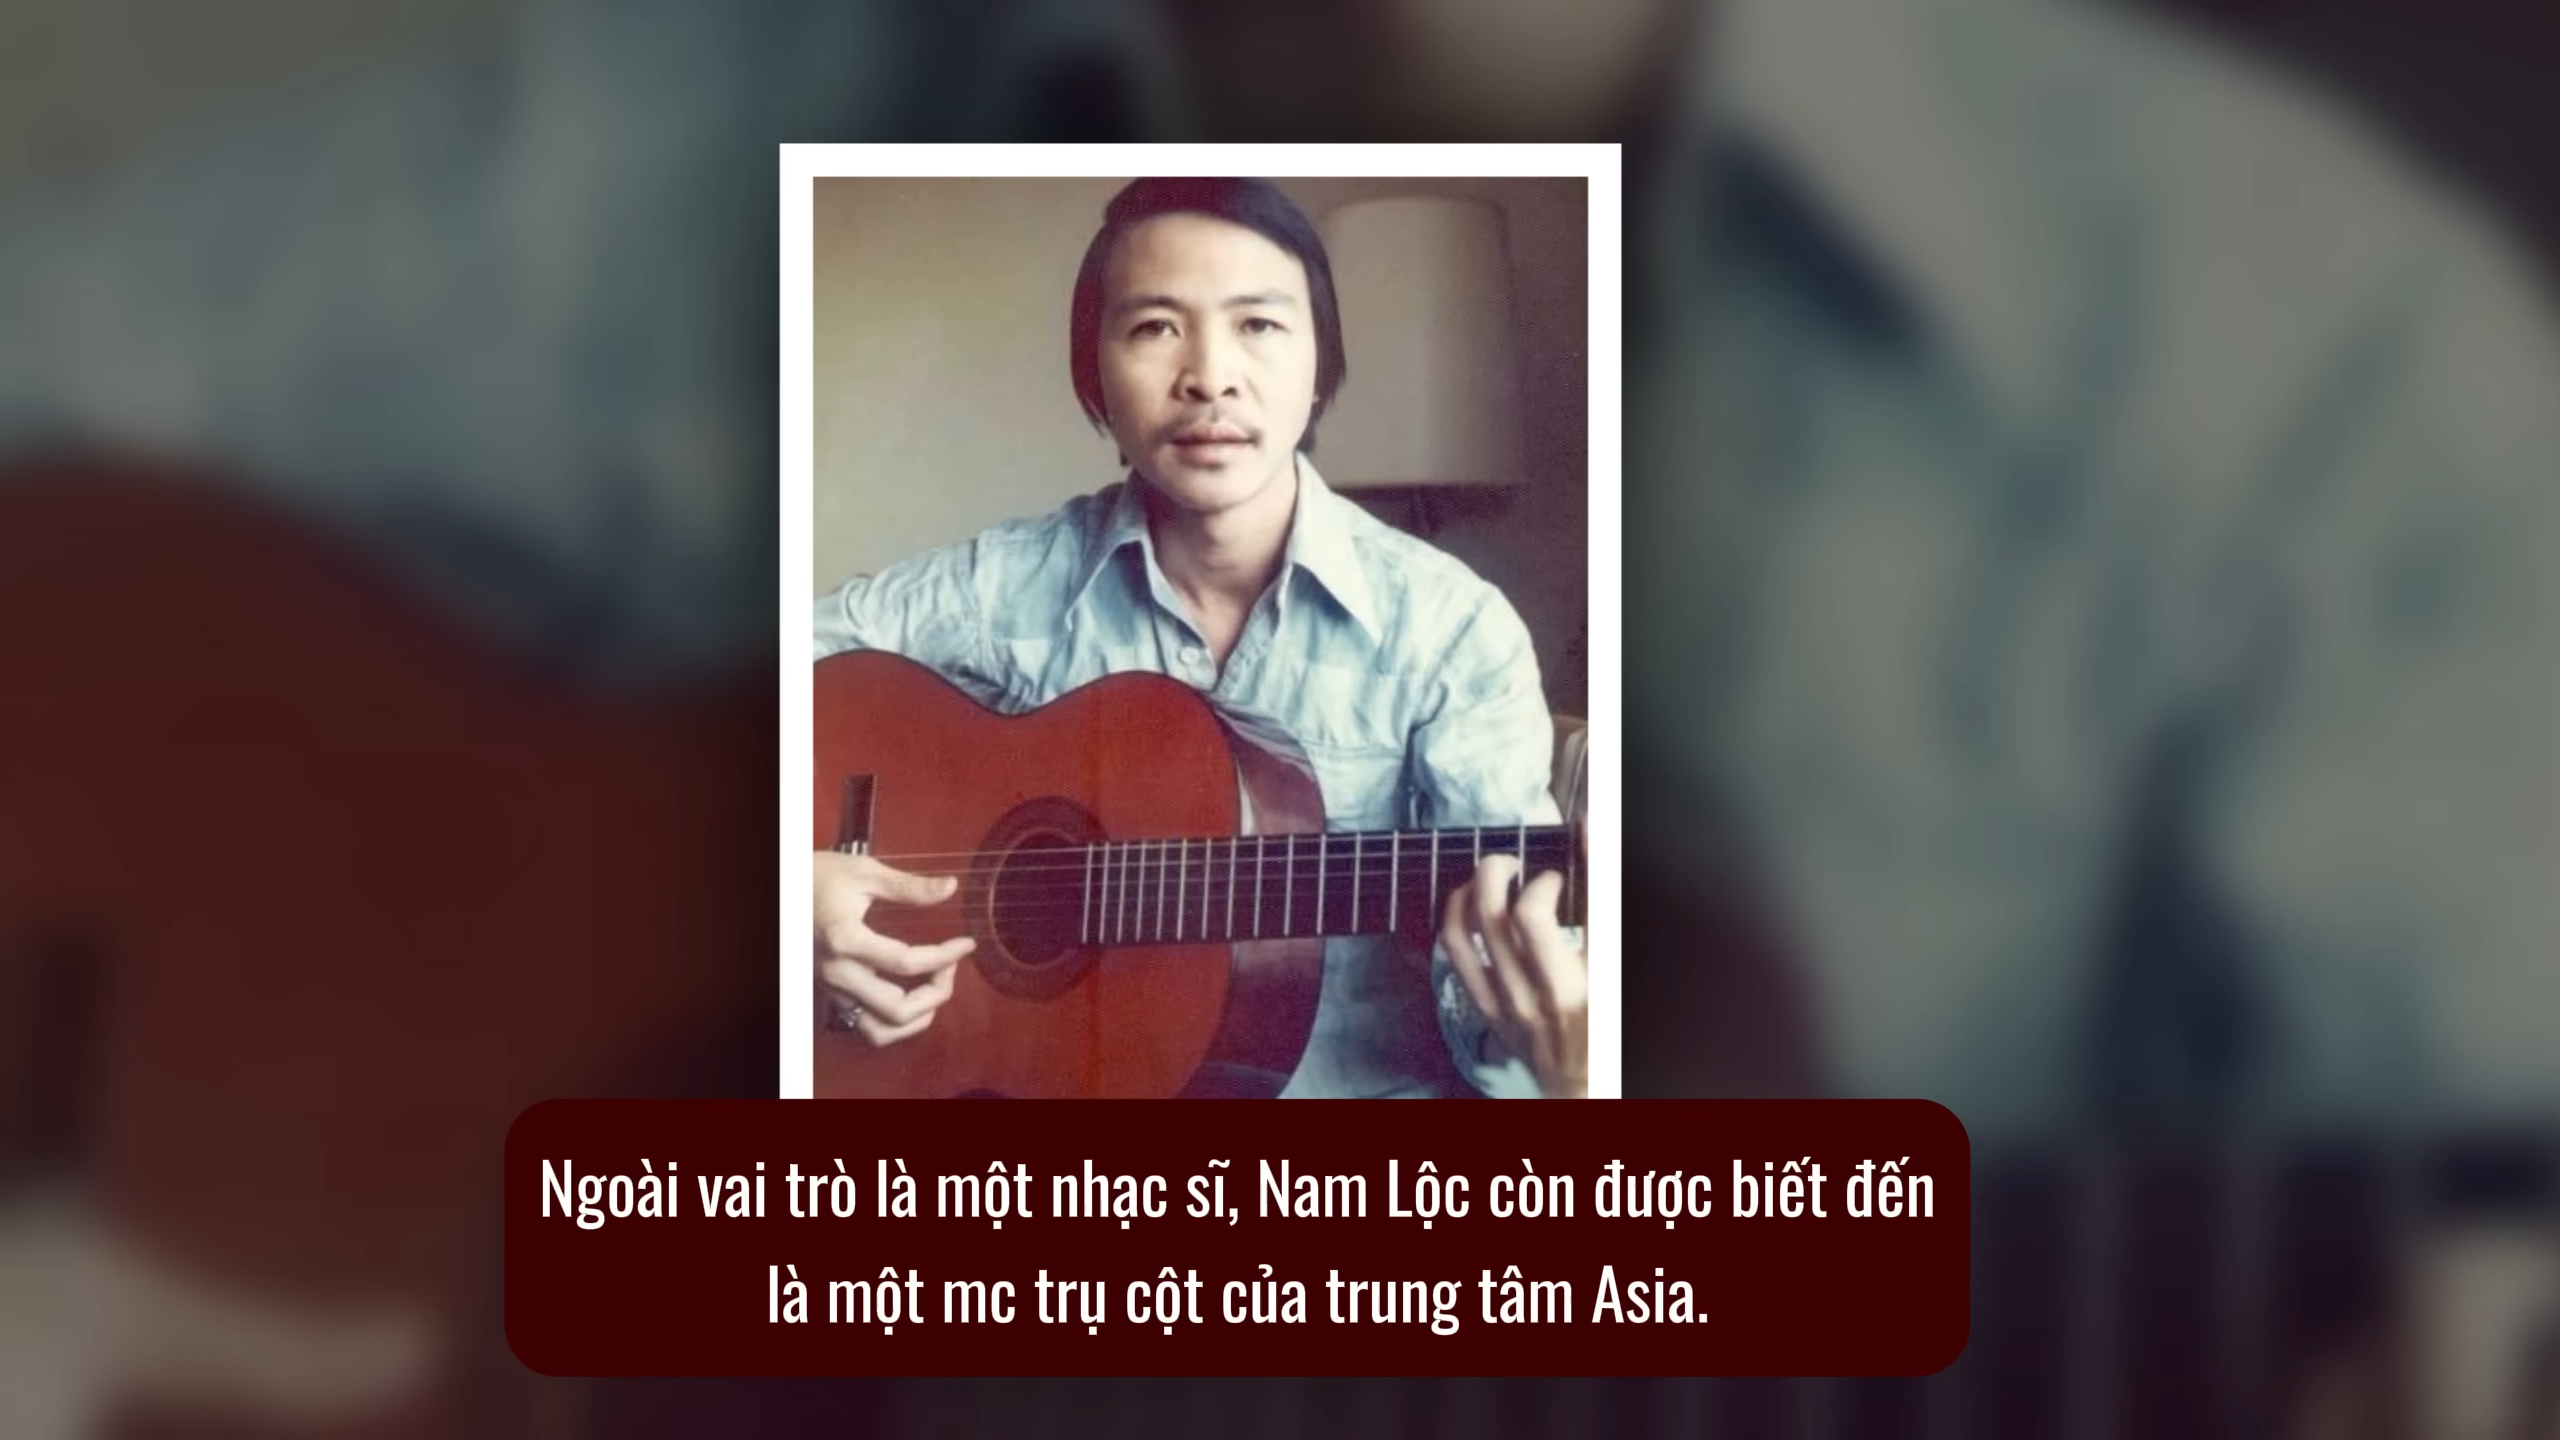 Ngoài vai trò là một nhạc sĩ, Nam Lộc còn được biết đến
là một mc trụ cột của trung tâm Asia.